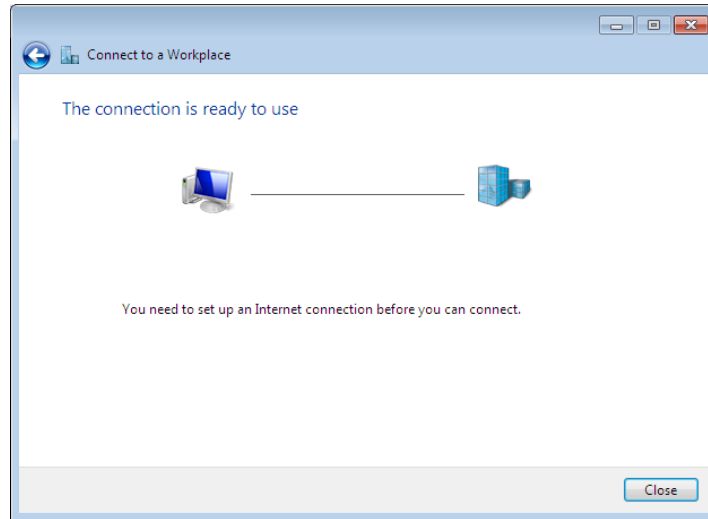 Connect to a Workplace
The connection is ready to use
You need to set up an Internet connection before you can connect.
Close